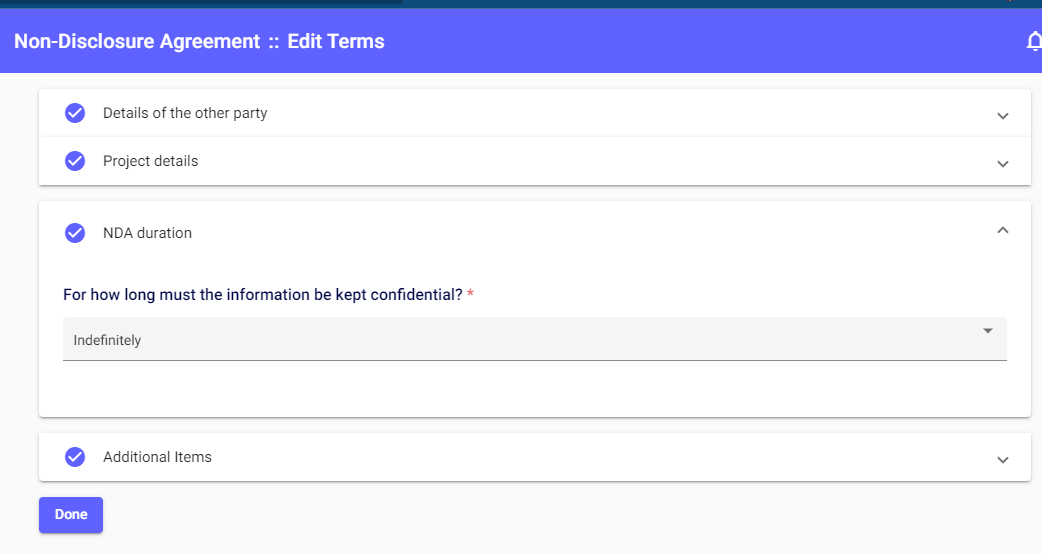 Non-Disclosure Agreement :: Edit Terms
Details of the other party
Project details
NDA duration
For how long must the information be kept confidential? *
Indefinitely
Additional Items
Done